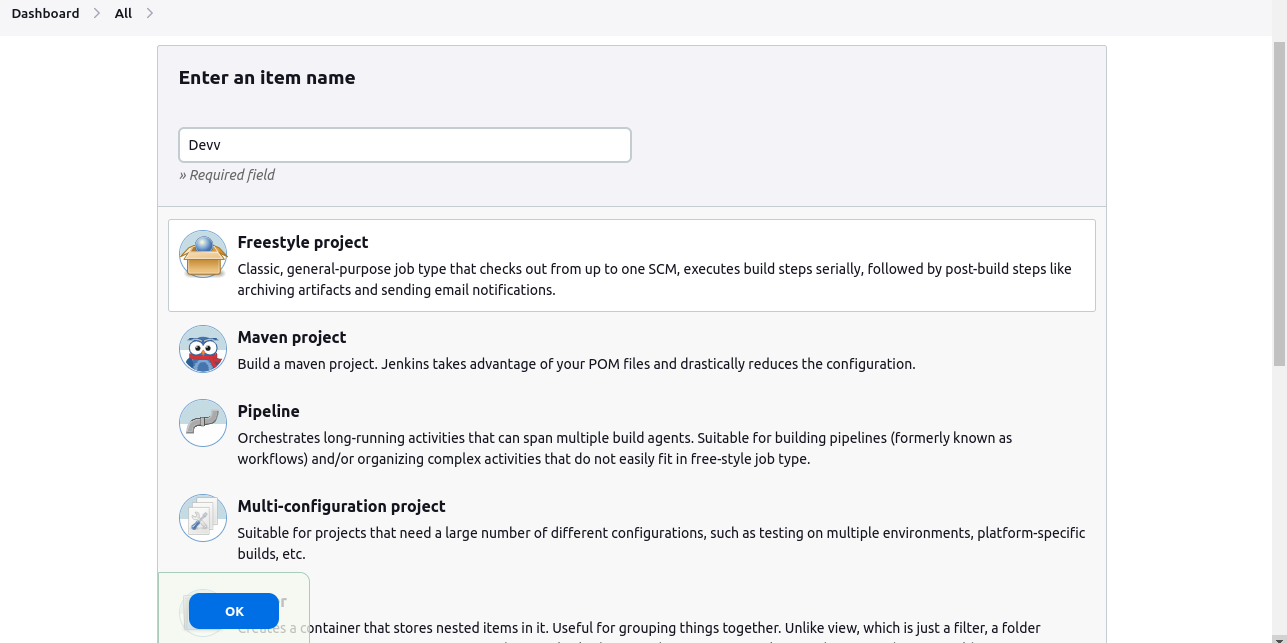 Dashboard All
Enter an item name
Devv
» Required field
Freestyle project
Classic, general-purpose job type that checks out from up to one SCM, executes build steps serially, followed by post-build steps like
archiving artifacts and sending email notifications.
Maven project
Build a maven project. Jenkins takes advantage of your POM files and drastically reduces the configuration.
Pipeline
Orchestrates long-running activities that can span multiple build agents. Suitable for building pipelines (formerly known as
workflows) and/or organizing complex activities that do not easily fit in free-style job type.
Multi-configuration project
Suitable for projects that need a large number of different configurations, such as testing on multiple environments, platform-specific
builds, etc.
OK
Creates a container that stores nested items in it. Useful for grouping things together. Unlike view, which is just a filter, a folder